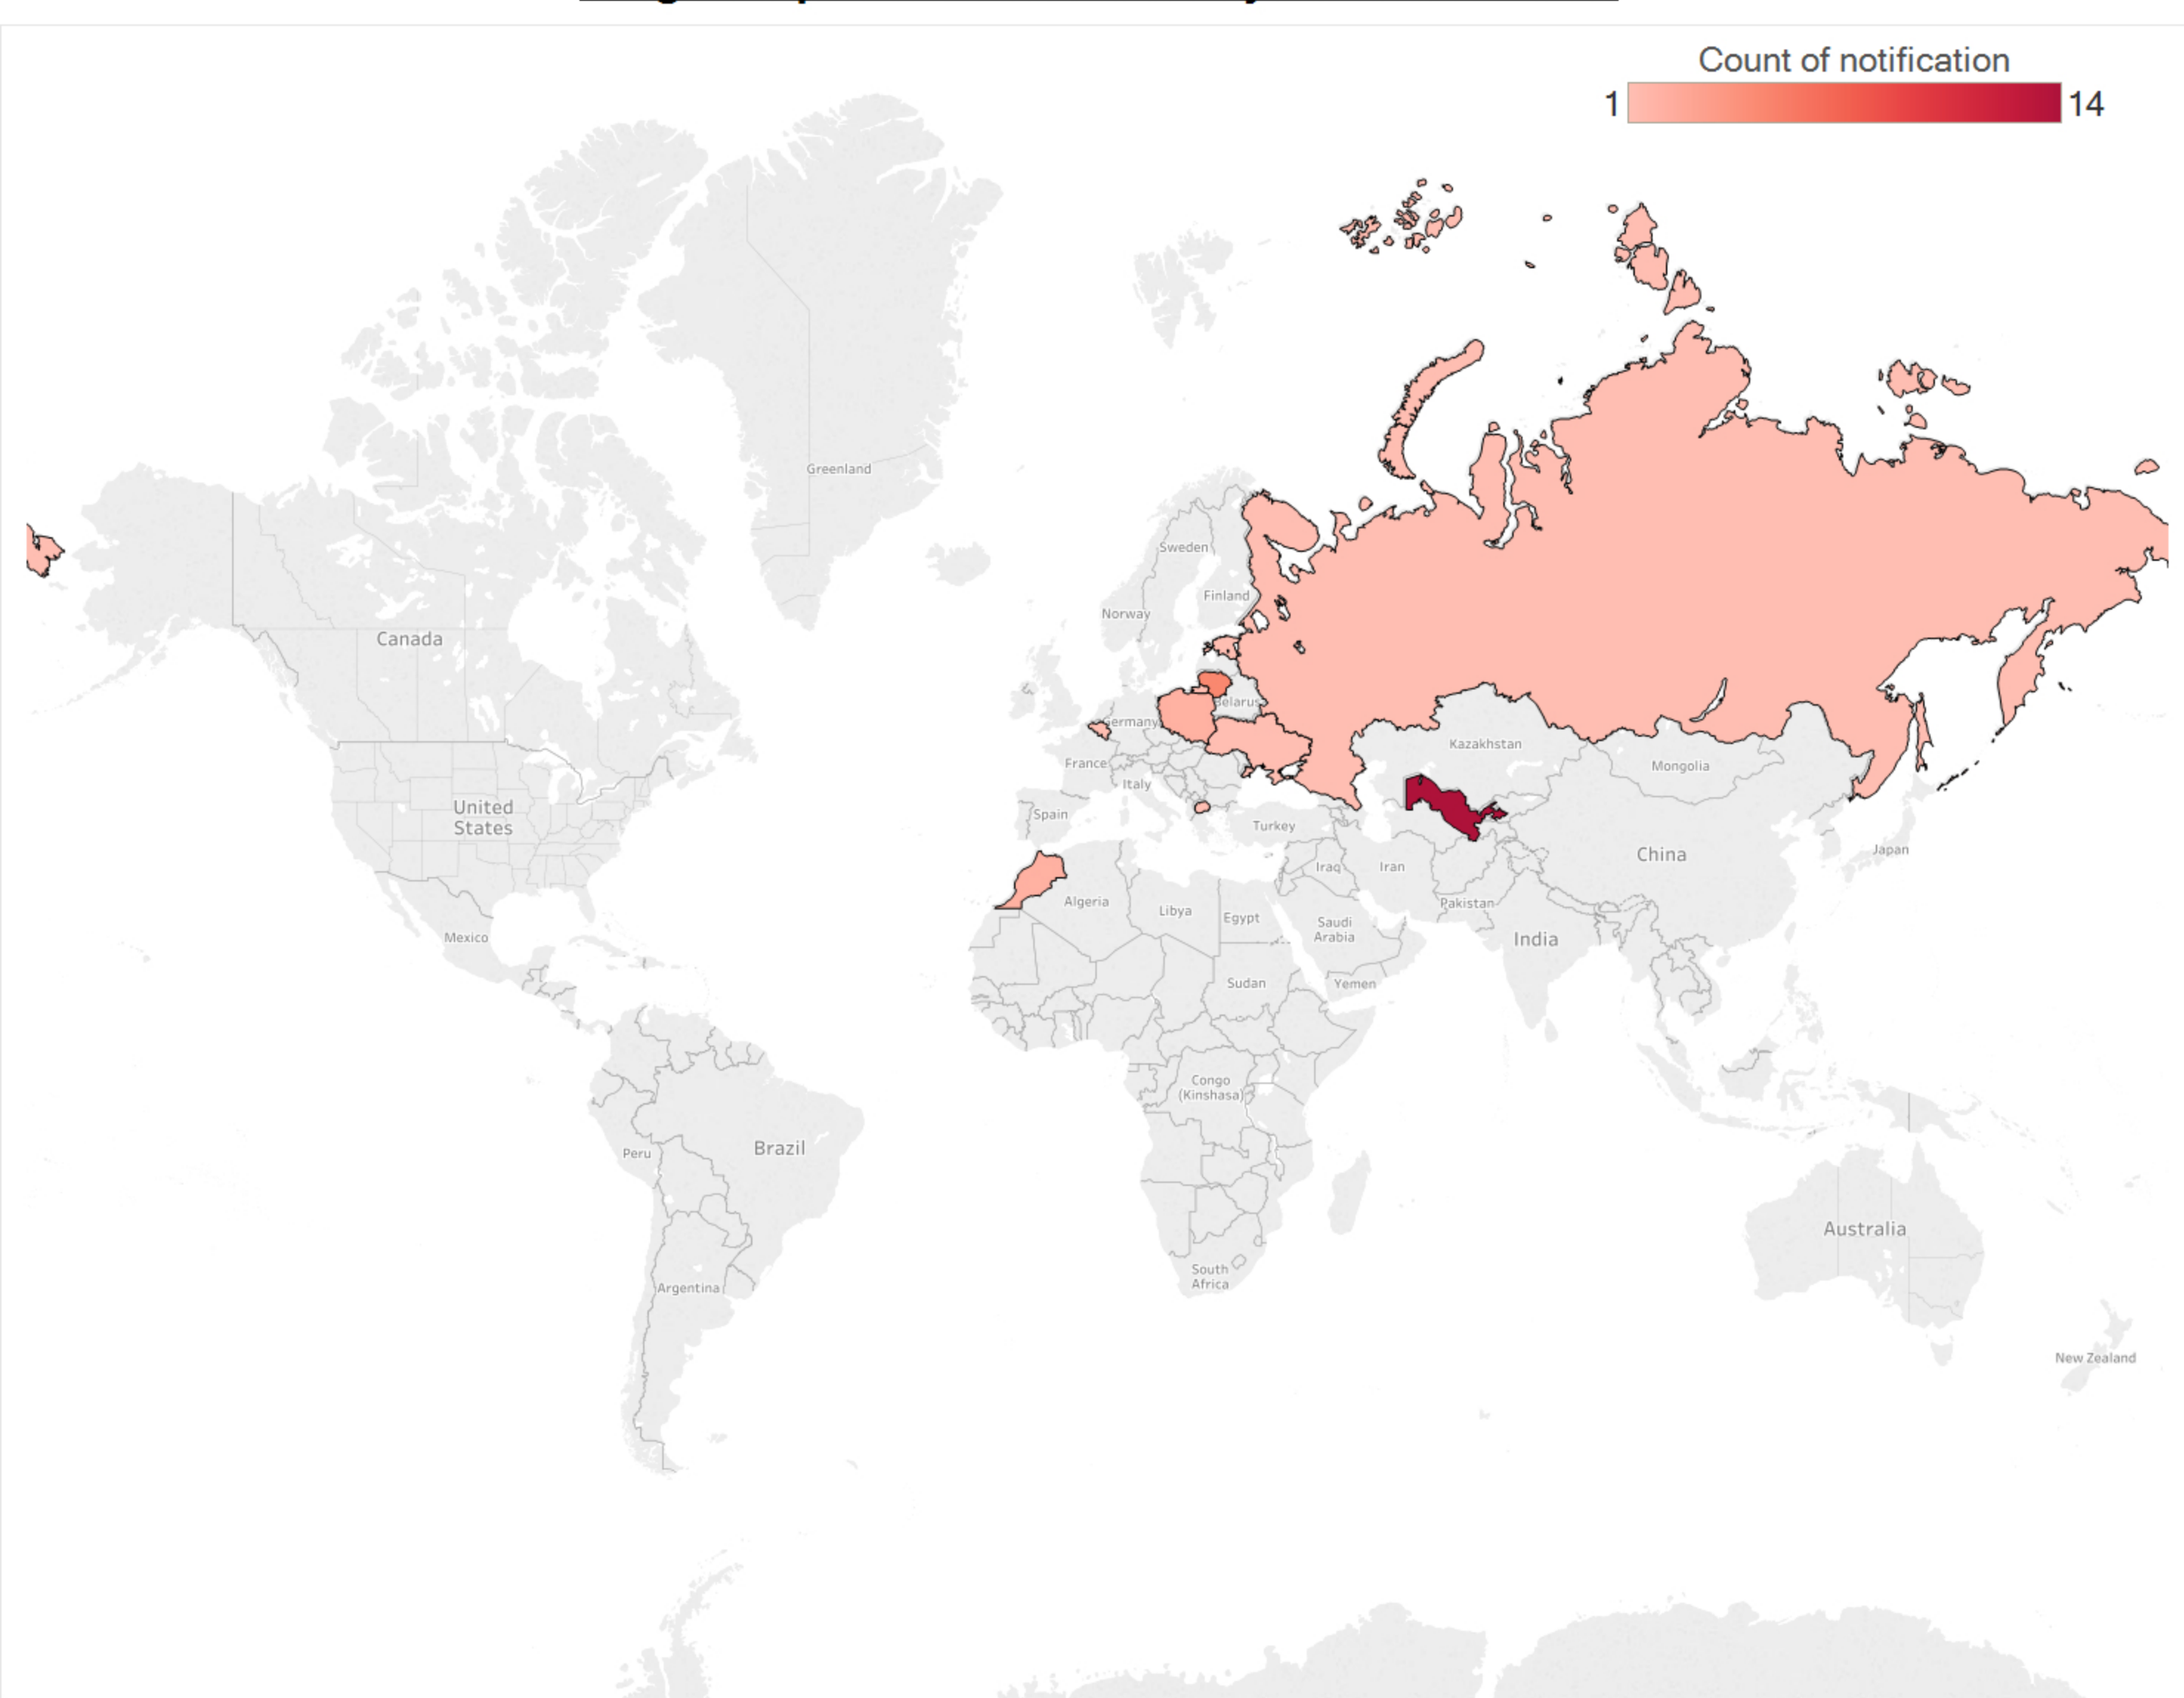 Count of notification
1
14
Greenland
Sweden
Finland
Norway
Canada
Belarus
Germany
Kazakhstan
France
Mongolia
Italy
United
States
Spain
Turkey
China
Japan
Iraq
Iran
Algeria
Pakistan
Libya
Egypt
Saudi
Arabia
India
Mexico
Sudan
Yemen
Congo
(Kinshasa)
Brazil
Peru
Australia
South
Africa
Argentina
New Zealand